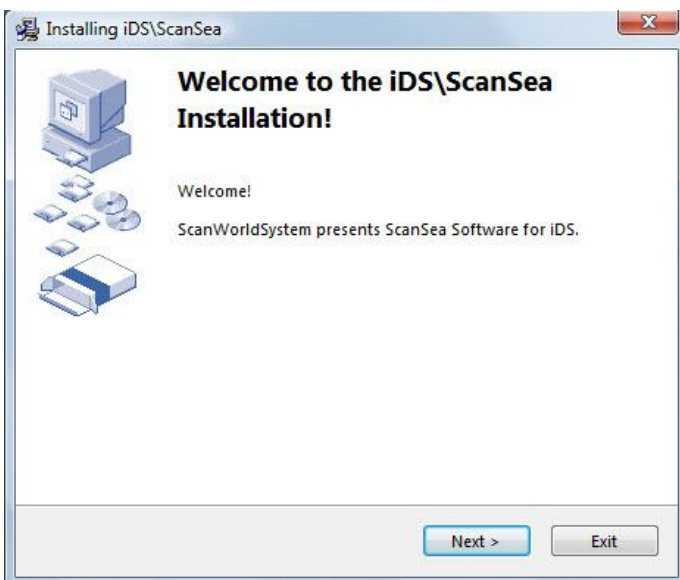 Installing iDS\ScanSea
Welcome to the iDS\ScanSea
Installation!
Welcome!
ScanWorldSystem presents ScanSea Software for iDS.
Next >
Exit